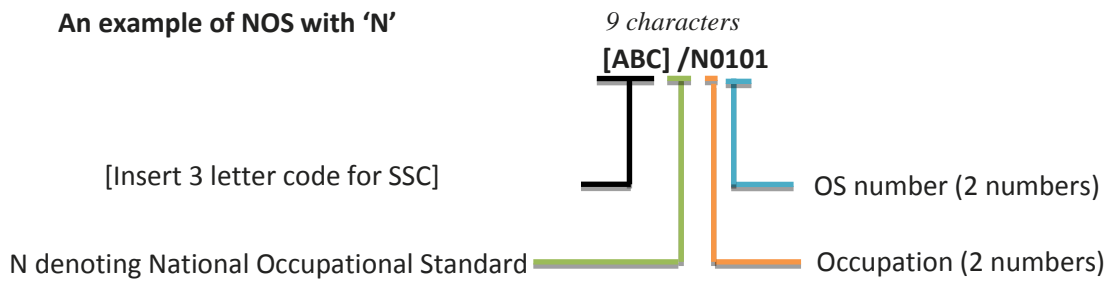 An example of NOS with ‘N’
9 characters
[ABC] /N0101
[Insert 3 letter code for SSC]
OS number (2 numbers)
N denoting National Occupational Standard
Occupation (2 numbers)